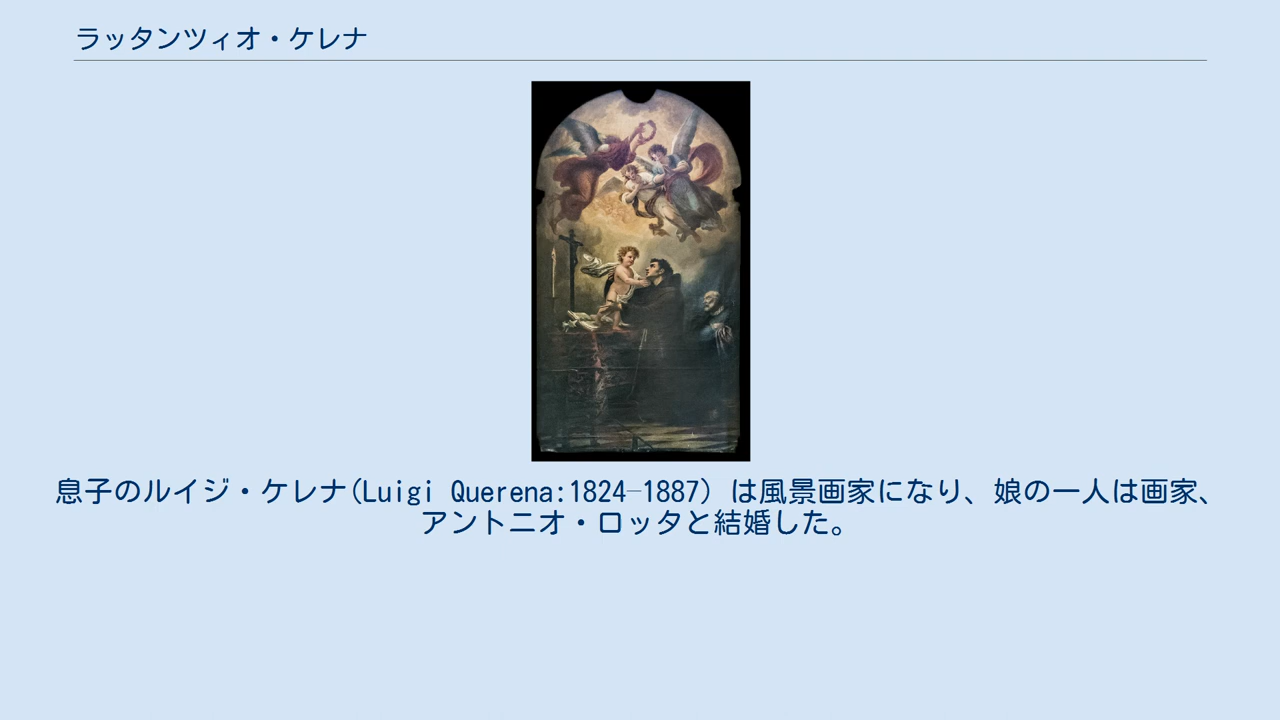 ラッタンツィオ・ケレナ
息子のルイジ・ケレナ(Luigi Querena:1824–1887) は風景画家になり、娘の一人は画家、
アントニオ・ロッタと結婚した。